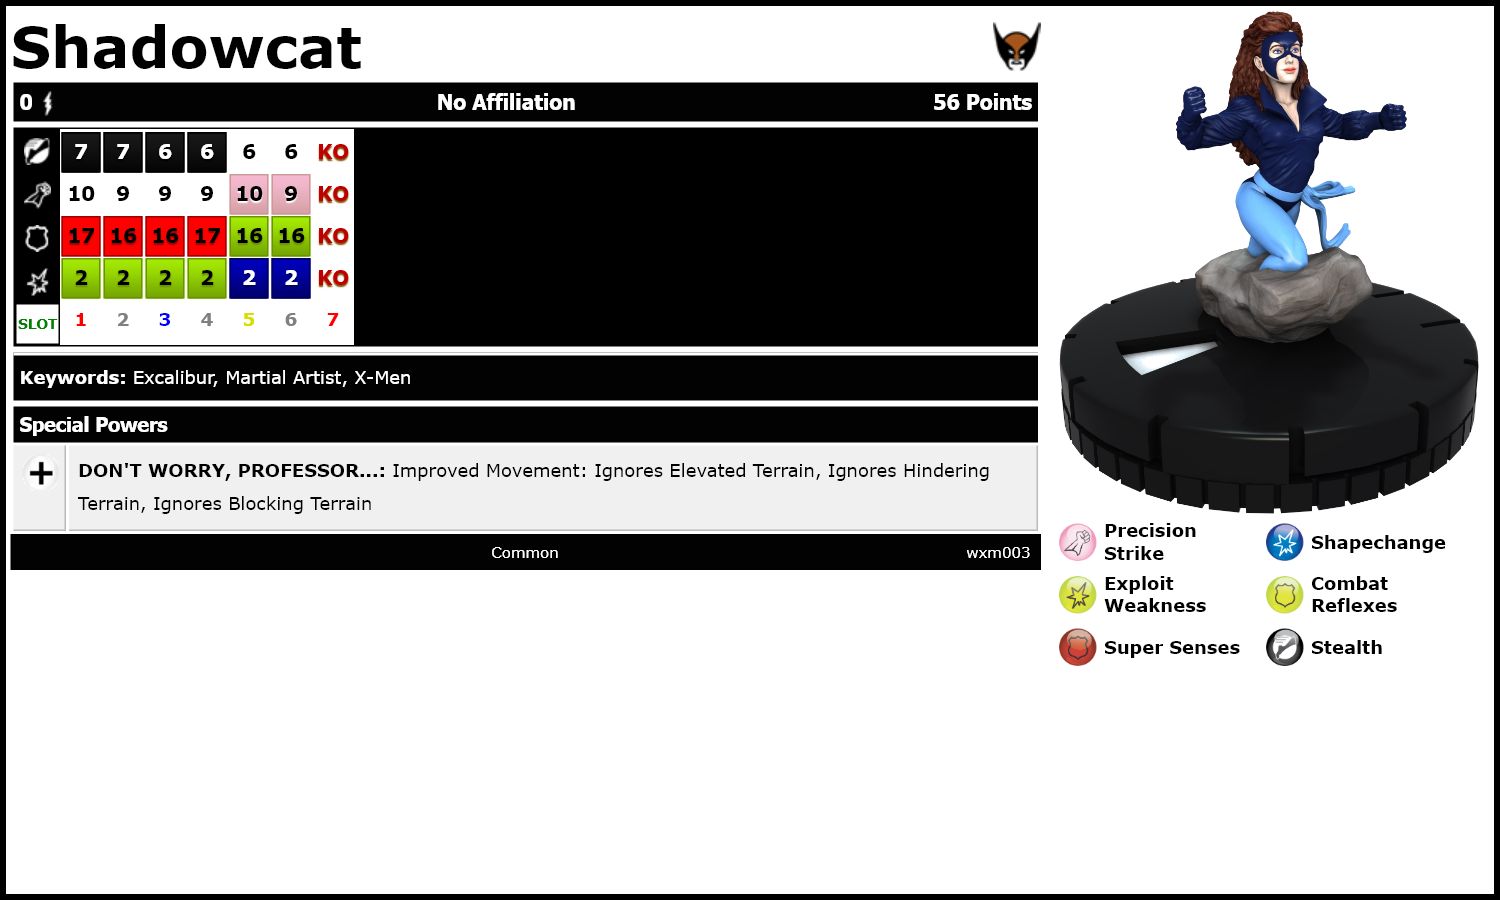 Shadowcat
0 No Affiliation 56 Points
7 7 6 6 6 6 KO
10 9 9 9 10 9 KO
17 16 16 17 16 16 KO
2 2 2 2 2 2 KO
SLOT 1 2 3 4 5 6 7
Keywords: Excalibur, Martial Artist, X-Men
Special Powers
DON'T WORRY, PROFESSOR...: Improved Movement: Ignores Elevated Terrain, Ignores Hindering
Terrain, Ignores Blocking Terrain
Common wxm003
Precision
Strike
Shapechange
Exploit
Weakness
Combat
Reflexes
Super Senses
Stealth